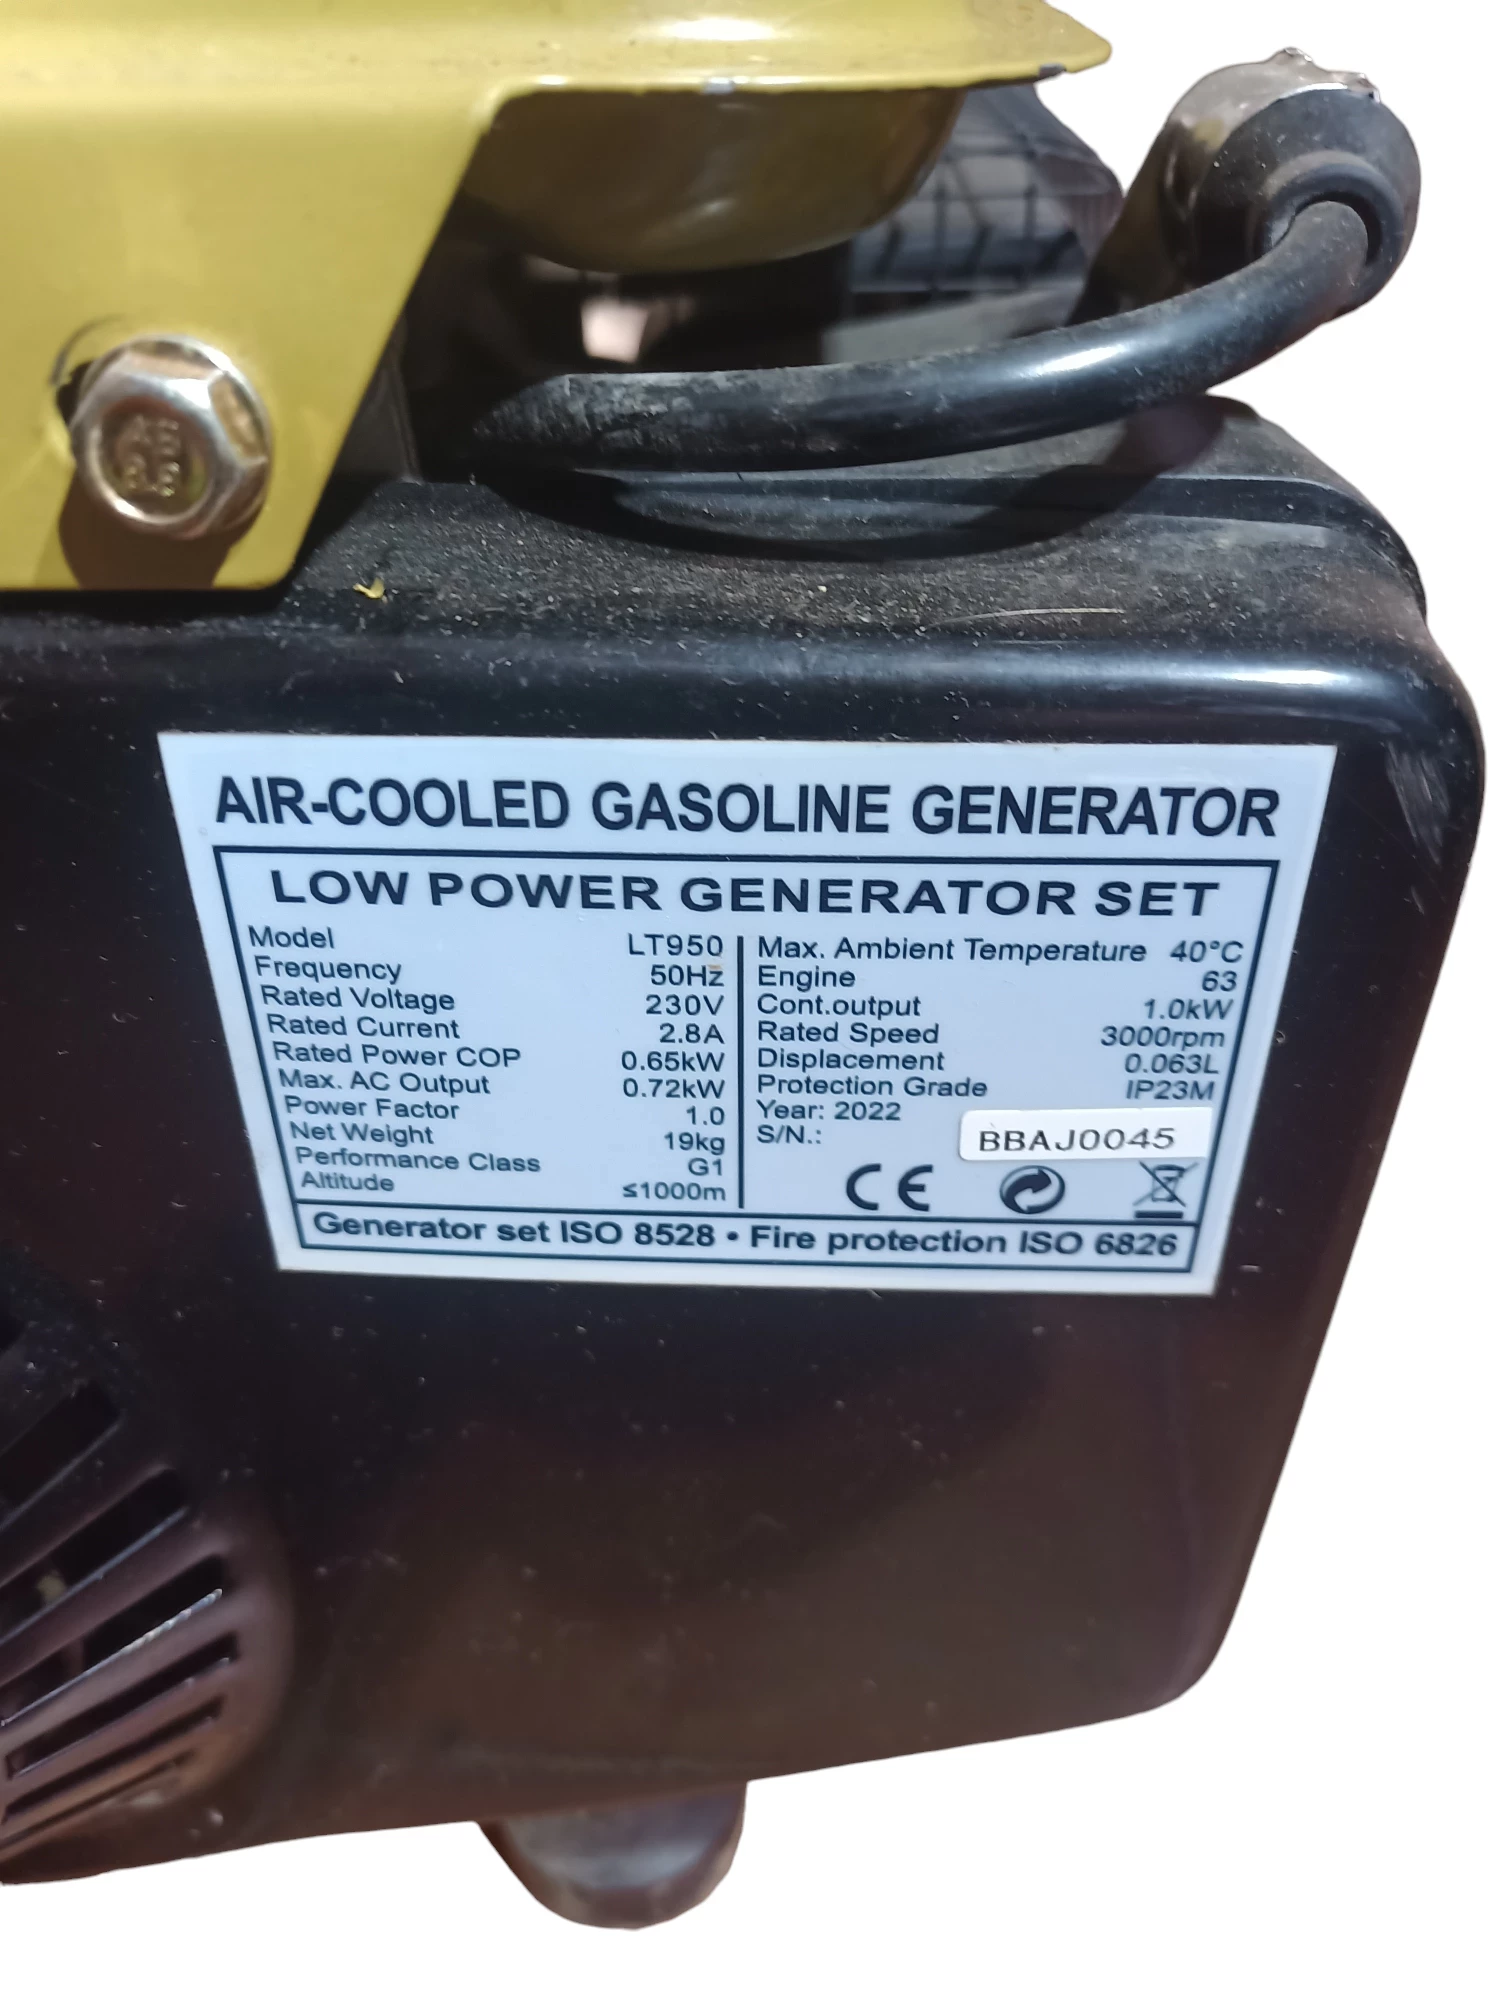 AIR-COOLED GASOLINE GENERATOR
LOW POWER GENERATOR SET
Model LT950
Frequency 50Hz
Rated Voltage 230V
Rated Current 2.8A
Rated Power COP 0.65kW
Max. AC Output 0.72kW
Power Factor 1.0
Net Weight 19kg
Performance Class G1
Altitude ≤1000m
Max. Ambient Temperature 40°C
Engine 63
Cont.output 1.0kW
Rated Speed 3000rpm
Displacement 0.063L
Protection Grade IP23M
Year: 2022
S/N.: BBAJ0045
CE
Generator set ISO 8528 • Fire protection ISO 6826